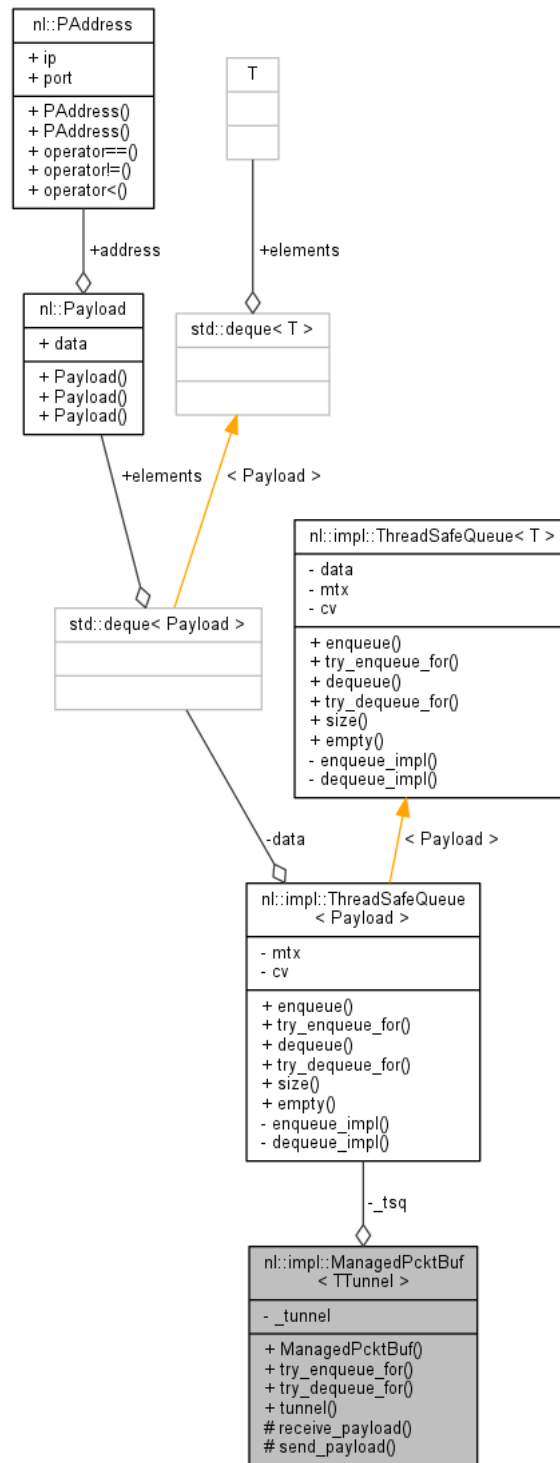 nl::PAddress
+ ip
+ port
+ PAddress()
+ PAddress()
+ operator==()
+ operator!=()
+ operator<()
T
+address
+elements
nl::Payload
+ data
+ Payload()
+ Payload()
+ Payload()
std::deque< T >
+elements
< Payload >
nl::impl::ThreadSafeQueue< T >
- data
- mtx
- cv
+ enqueue()
+ try_enqueue_for()
+ dequeue()
+ try_dequeue_for()
+ size()
+ empty()
- enqueue_impl()
- dequeue_impl()
std::deque< Payload >
-data
< Payload >
nl::impl::ThreadSafeQueue
< Payload >
- mtx
- cv
+ enqueue()
+ try_enqueue_for()
+ dequeue()
+ try_dequeue_for()
+ size()
+ empty()
- enqueue_impl()
- dequeue_impl()
-_tsq
nl::impl::ManagedPcktBuf
< TTunnel >
- _tunnel
+ ManagedPcktBuf()
+ try_enqueue_for()
+ try_dequeue_for()
+ tunnel()
# receive_payload()
# send_payload()